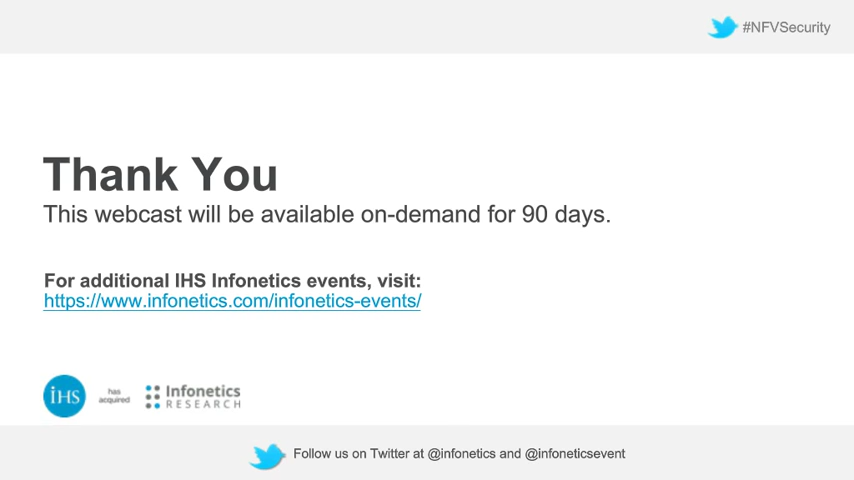 #NFVSecurity
Thank You
This webcast will be available on-demand for 90 days.
For additional IHS Infonetics events, visit:
https://www.infonetics.com/infonetics-events/
iHS has acquired Infonetics RESEARCH
Follow us on Twitter at @infonetics and @infoneticsevent